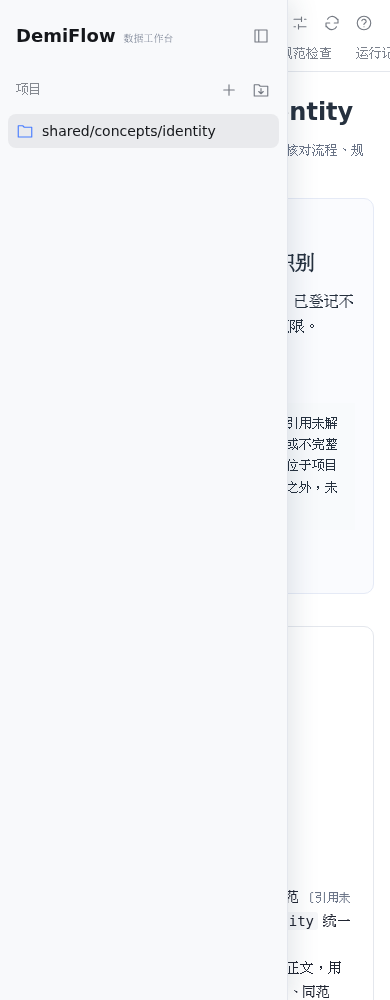 DemiFlow 数据工作台
项目
shared/concepts/identity
规范检查 运行记
ntity
核对流程、规
识别
已登记不
限。
引用未解
或不完整
位于项目
之外，未
范 〔引用未
ity 统一
正文，用
、同范